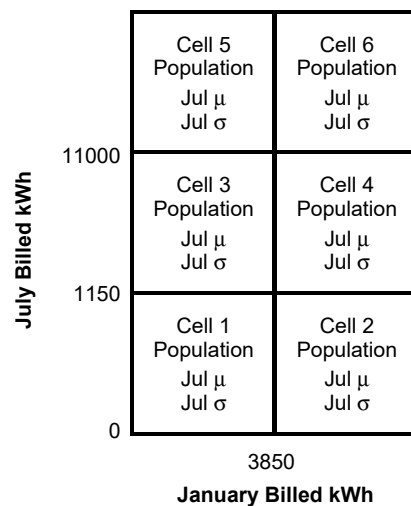 Cell 5
Population
Jul μ
Jul σ
Cell 6
Population
Jul μ
Jul σ
11000
Cell 3
Population
Jul μ
Jul σ
Cell 4
Population
Jul μ
Jul σ
July Billed kWh
1150
Cell 1
Population
Jul μ
Jul σ
Cell 2
Population
Jul μ
Jul σ
0
3850
January Billed kWh